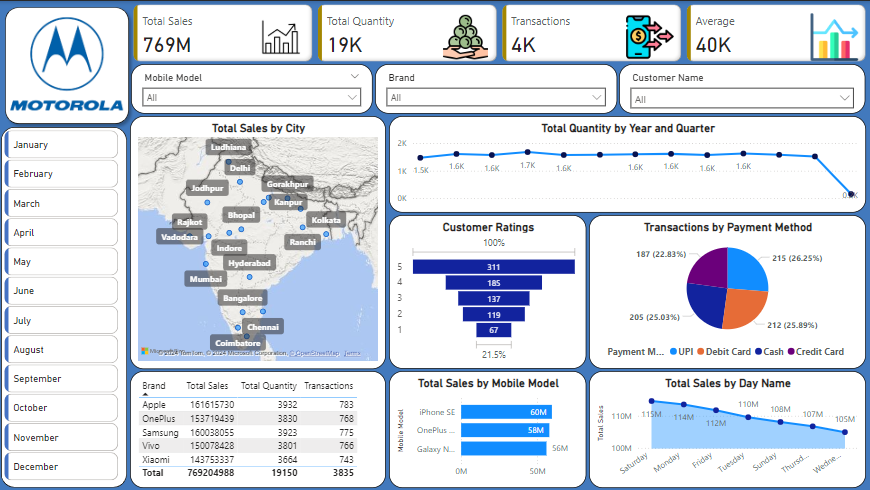 MOTOROLA
Total Sales
769M
Total Quantity
19K
Transactions
4K
Average
40K
Mobile Model
All
Brand
All
Customer Name
All
January
February
March
April
May
June
July
August
September
October
November
December
Total Sales by City
Ludhiana
Delhi
Jodhpur
Gorakhpur
Kanpur
Rajkot
Bhopal
Kolkata
Vadodara
Indore
Ranchi
Hyderabad
Mumbai
Bangalore
Chennai
Coimbatore
Microsoft Corporation, © OpenStreetMap Terms
Total Quantity by Year and Quarter
2K
1K
0K
1.5K 1.6K 1.6K 1.7K 1.6K 1.6K 1.6K 1.6K 1.6K
Customer Ratings
100%
5 311
4 185
3 137
2 119
1 67
21.5%
Transactions by Payment Method
187 (22.83%)
215 (26.25%)
205 (25.03%)
212 (25.89%)
Payment M... UPI Debit Card Cash Credit Card
Brand Total Sales Total Quantity Transactions
Apple 161615730 3932 783
OnePlus 153719439 3830 768
Samsung 160038055 3923 775
Vivo 150078428 3801 766
Xiaomi 143753337 3664 743
Total 769204988 19150 3835
Total Sales by Mobile Model
Mobile Model
iPhone SE 60M
OnePlus ... 58M
Galaxy N... 56M
0M 50M
Total Sales by Day Name
Total Sales
110M
100M
115M 114M 112M 110M 108M 107M 105M
Saturday Monday Friday Tuesday Sunday Thursd... Wedne...